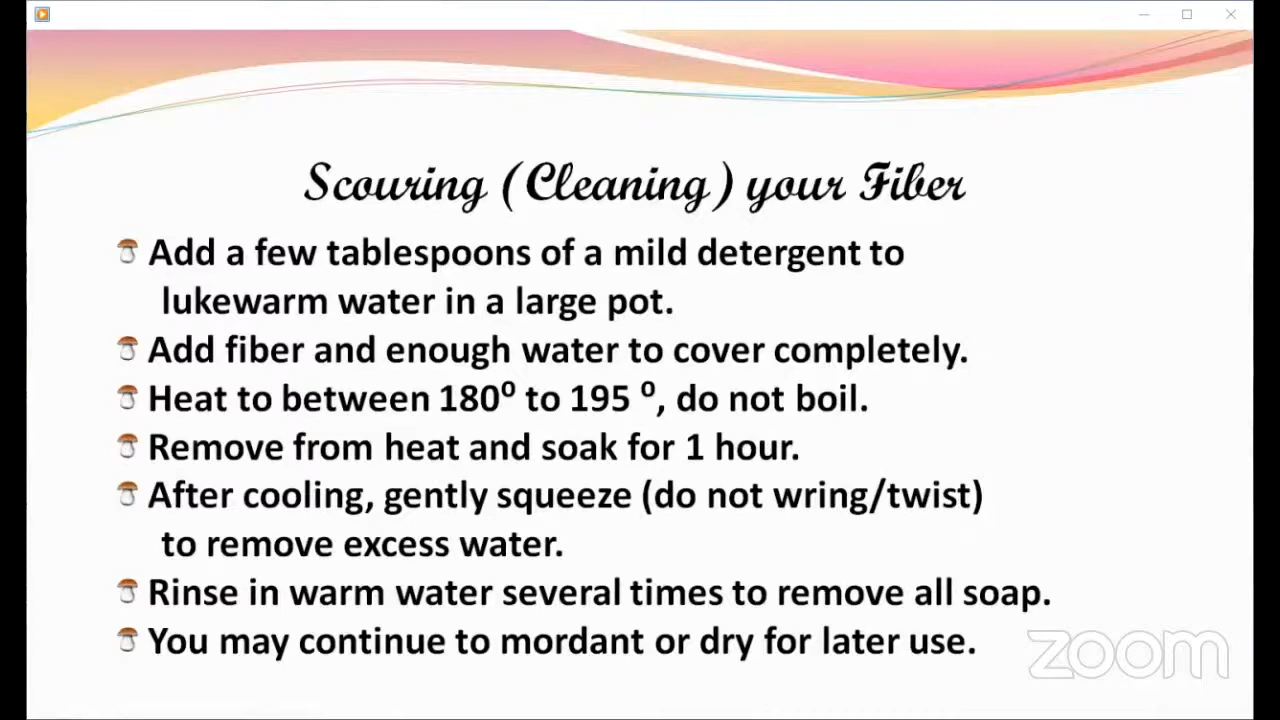 Scouring (Cleaning) your Fiber
Add a few tablespoons of a mild detergent to
lukewarm water in a large pot.
Add fiber and enough water to cover completely.
Heat to between 180⁰ to 195 ⁰, do not boil.
Remove from heat and soak for 1 hour.
After cooling, gently squeeze (do not wring/twist)
to remove excess water.
Rinse in warm water several times to remove all soap.
You may continue to mordant or dry for later use.
zoom